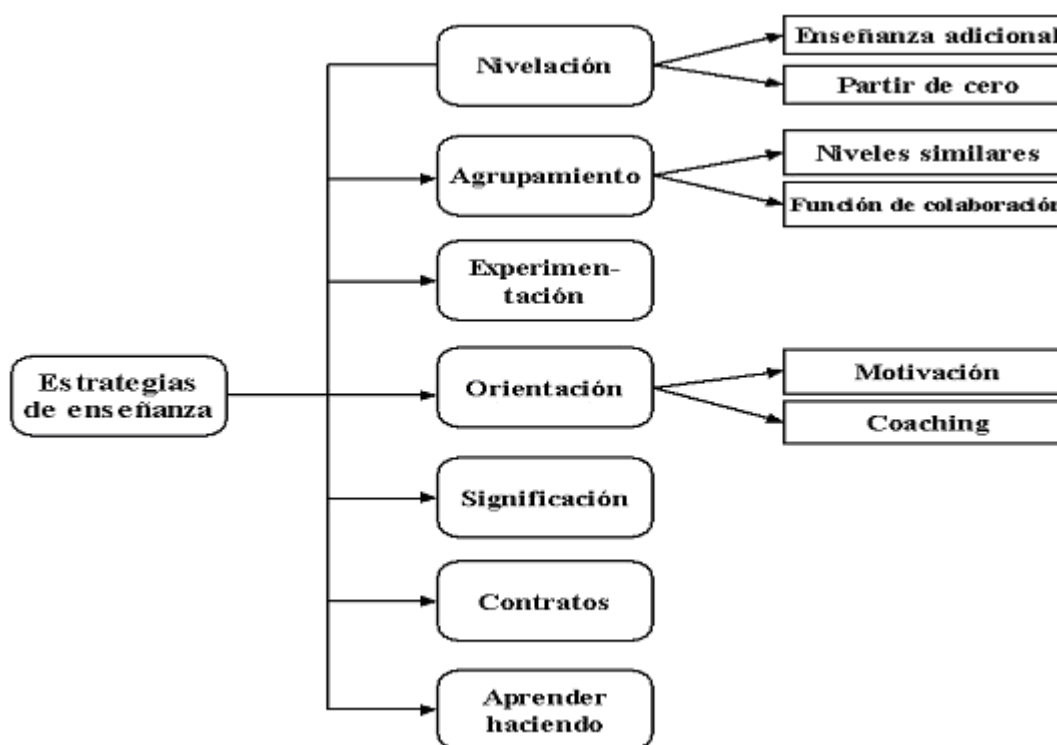 Nivelación
Enseñanza adicional
Partir de cero
Agrupamiento
Niveles similares
Función de colaboración
Experimen-
tación
Estrategias
de enseñanza
Orientación
Motivación
Coaching
Significación
Contratos
Aprender
haciendo